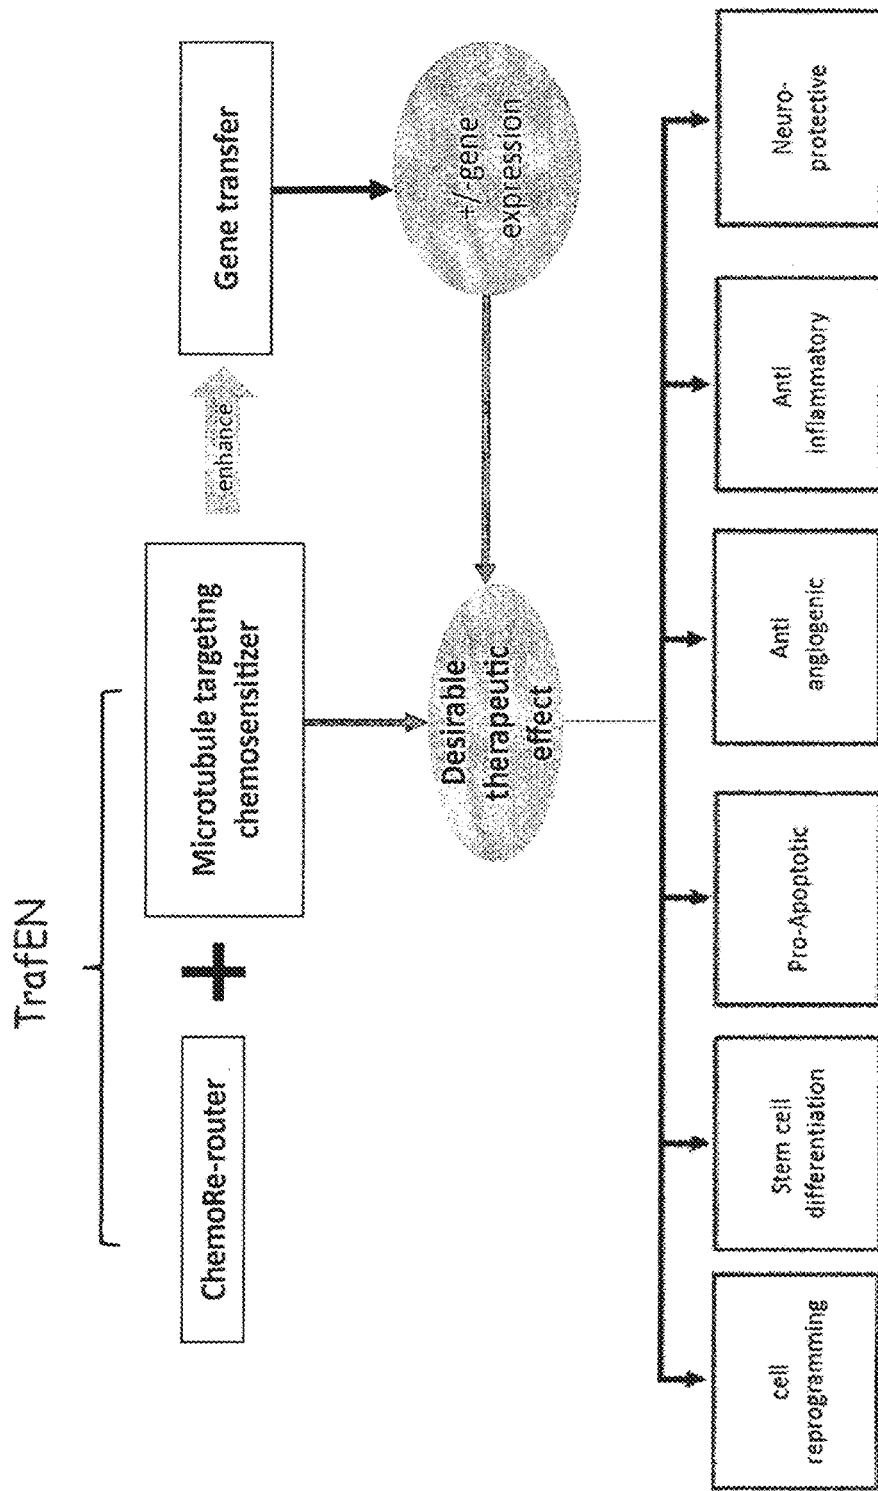 TrafEN
ChemoRe-router
+
Microtubule targeting
chemosensitizer
enhance
Gene transfer
Desirable
therapeutic
effect
+/-gene
expression
cell
reprogramming
Stem cell
differentiation
Pro-Apoptotic
Anti
angiogenic
Anti
inflammatory
Neuro-
protective